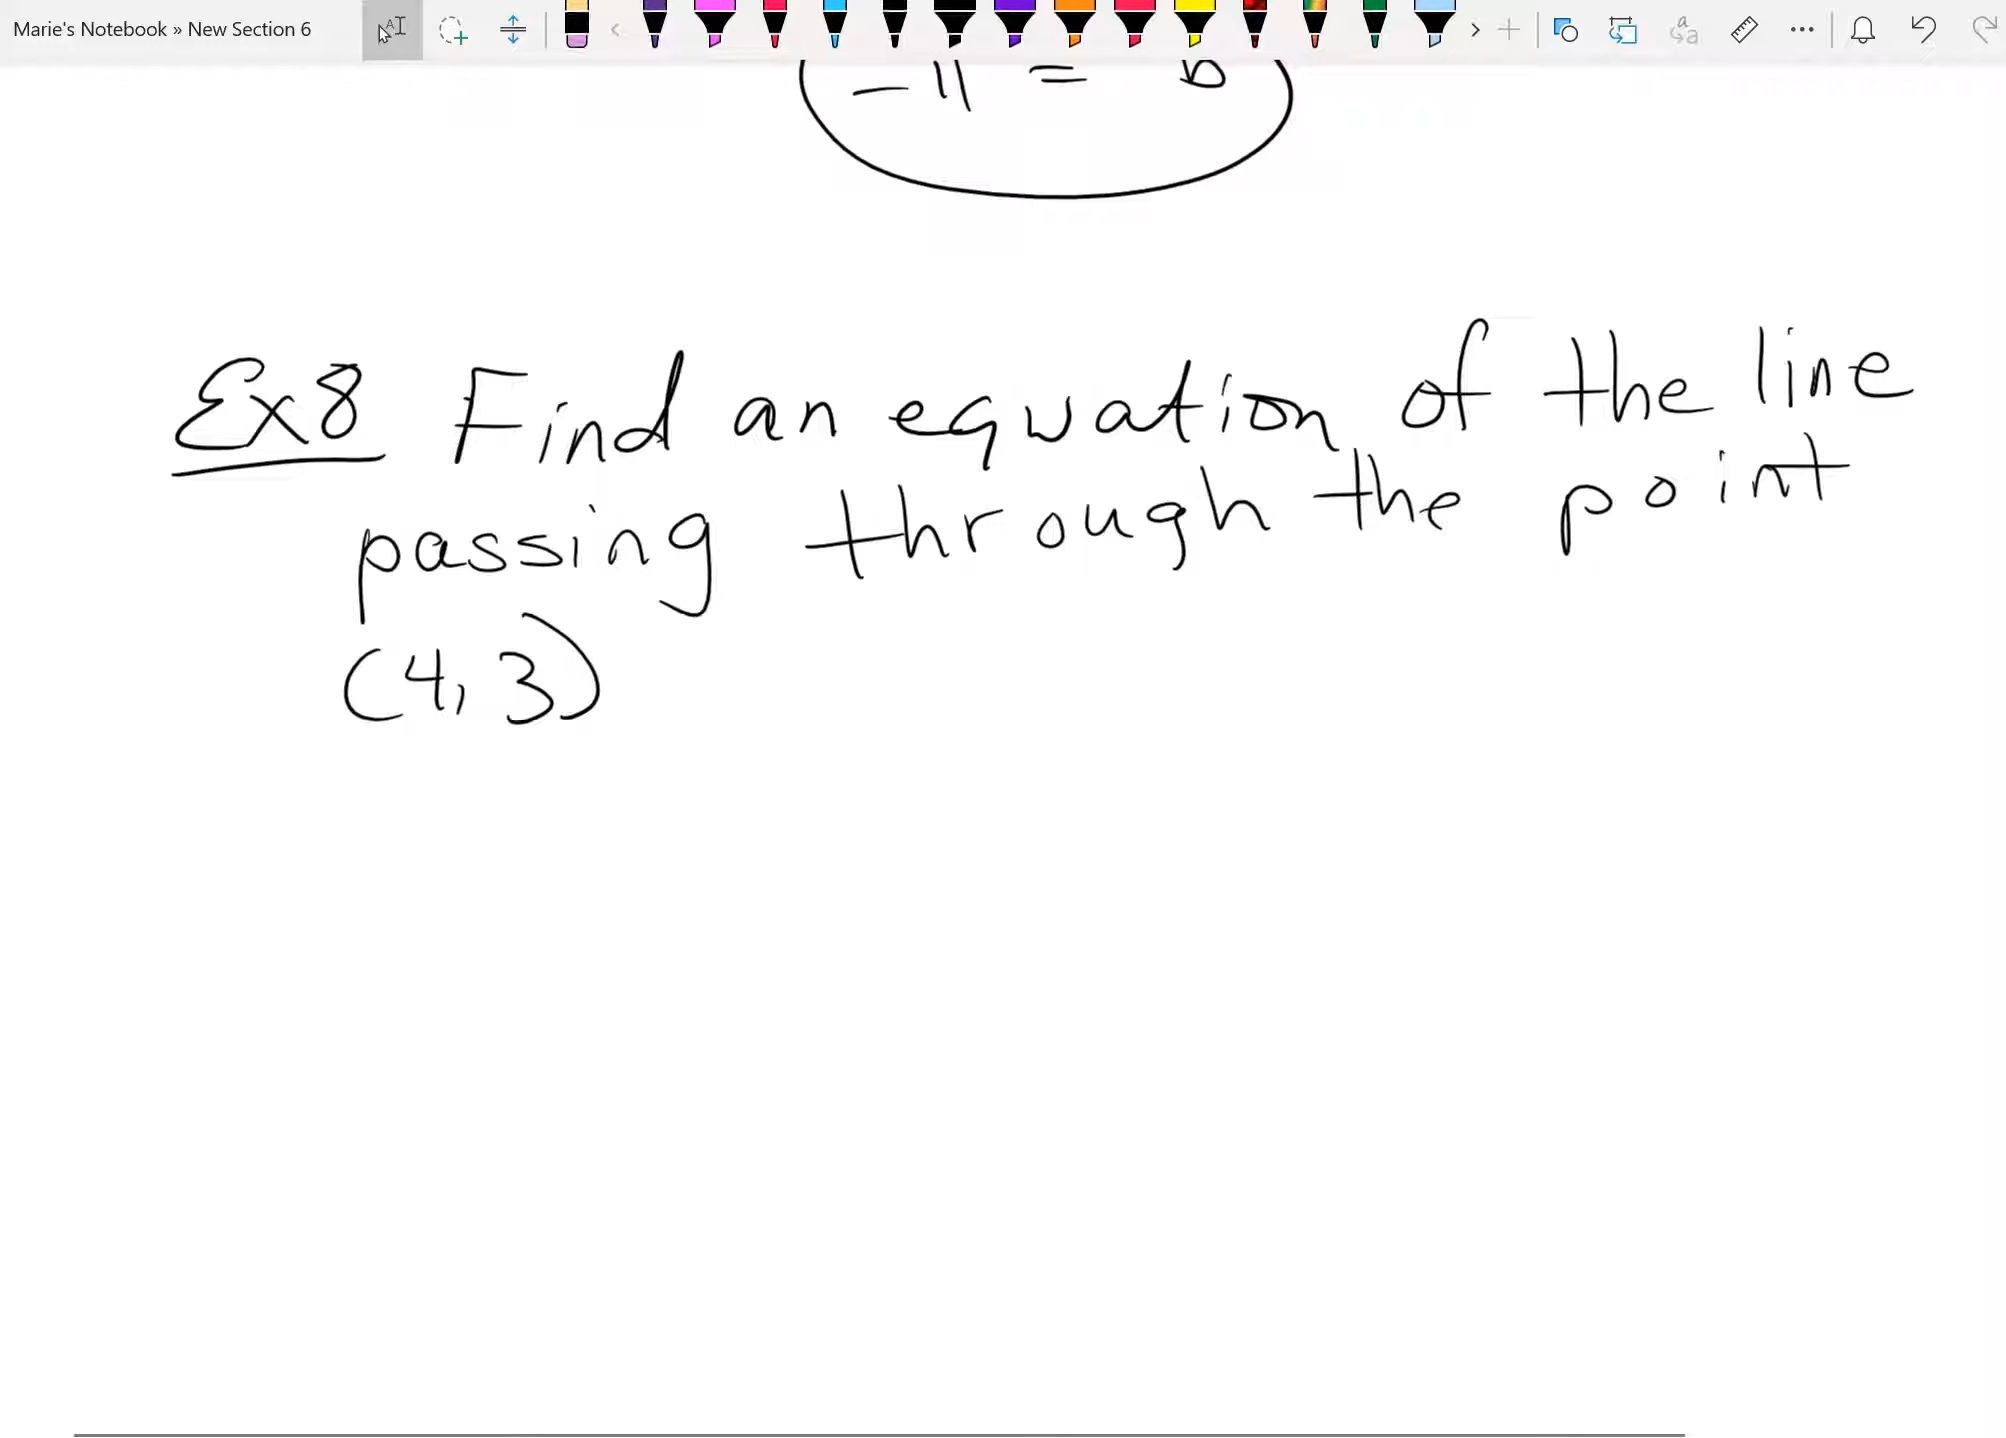 Marie's Notebook » New Section 6
-11 = b
Ex8 Find an equation of the line
passing through the point
(4, 3)